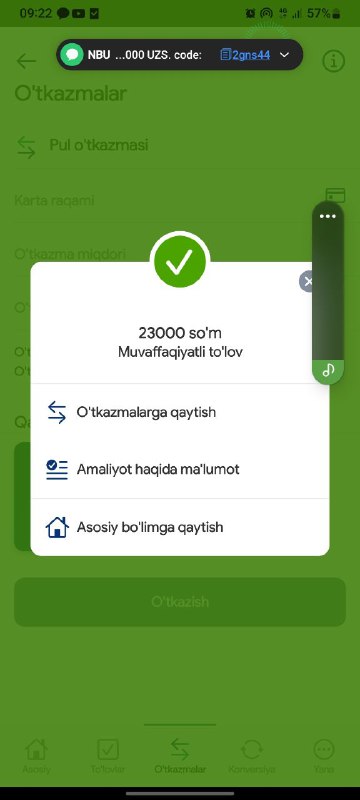 09:22
57%
NBU ...000 UZS. code: 2gns44
O'tkazmalar
Pul o'tkazmasi
Karta raqami
O'tkazma miqdori
23000 so'm
Muvaffaqiyatli to'lov
O'tkazmalarga qaytish
Amaliyot haqida ma'lumot
Asosiy bo'limga qaytish
O'tkazish
Asosiy
To'lovlar
O'tkazmalar
Konversiya
Yana